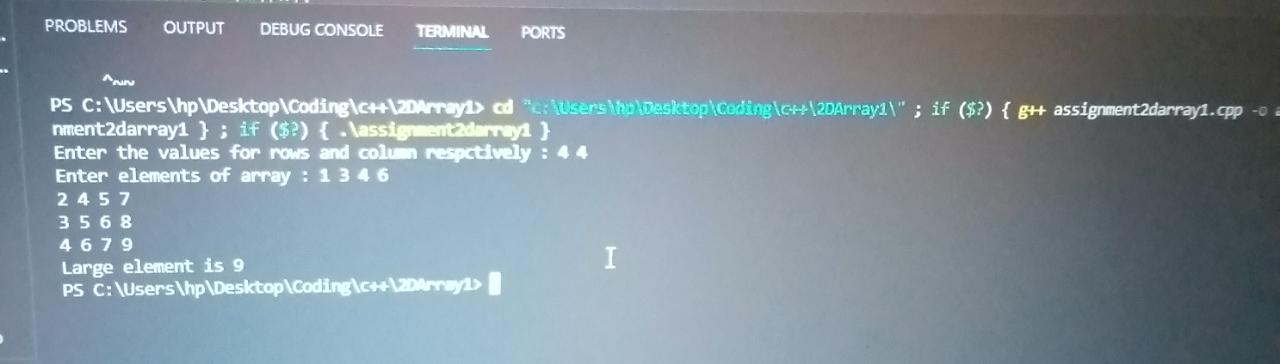 PROBLEMS OUTPUT DEBUG CONSOLE TERMINAL PORTS
^~~~
PS C:\Users\hp\Desktop\Coding\c++\2DArray1> cd "c:\Users\hp\Desktop\Coding\c++\2DArray1\" ; if ($?) { g++ assignment2darray1.cpp -o
nment2darray1 } ; if ($?) { .\assignment2darray1 }
Enter the values for rows and column respctively : 4 4
Enter elements of array : 1 3 4 6
2 4 5 7
3 5 6 8
4 6 7 9
Large element is 9
PS C:\Users\hp\Desktop\Coding\c++\2DArray1>